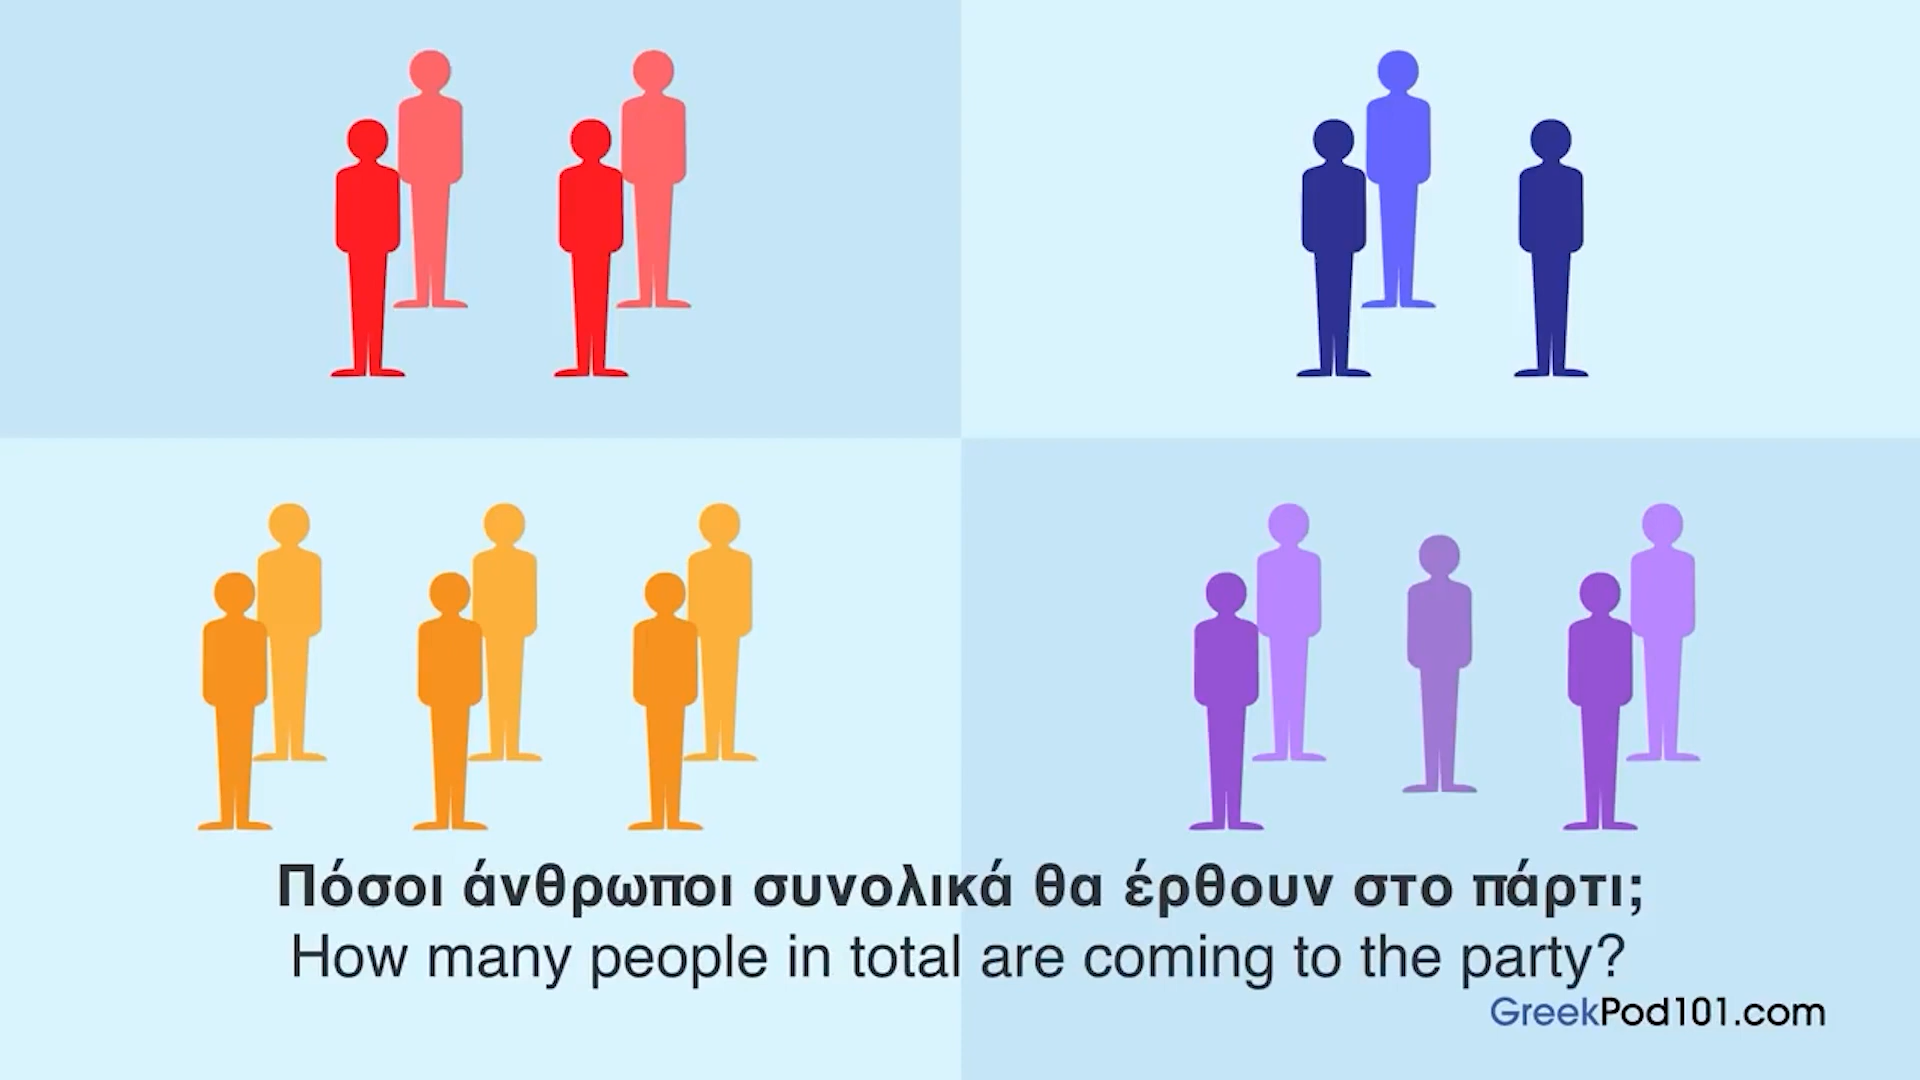 Πόσοι άνθρωποι συνολικά θα έρθουν στο πάρτι;
How many people in total are coming to the party?
GreekPod101.com